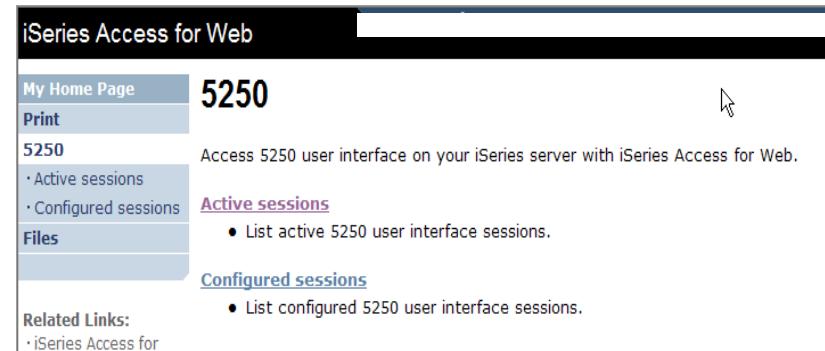 iSeries Access for Web
My Home Page
Print
5250
· Active sessions
· Configured sessions
Files
Related Links:
· iSeries Access for
5250
Access 5250 user interface on your iSeries server with iSeries Access for Web.
Active sessions
● List active 5250 user interface sessions.
Configured sessions
● List configured 5250 user interface sessions.